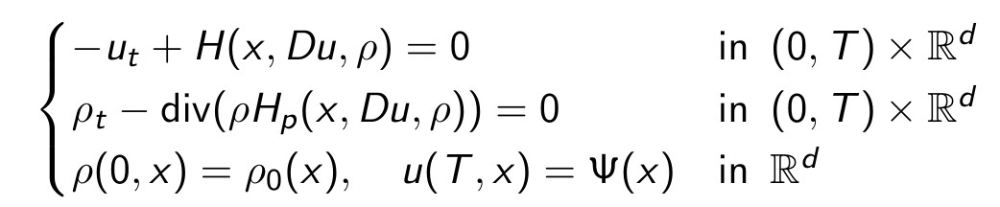 −u_t + H(x, Du, ρ) = 0 in (0, T) × ℝ^d
ρ_t − div(ρH_p(x, Du, ρ)) = 0 in (0, T) × ℝ^d
ρ(0, x) = ρ_0(x), u(T, x) = Ψ(x) in ℝ^d